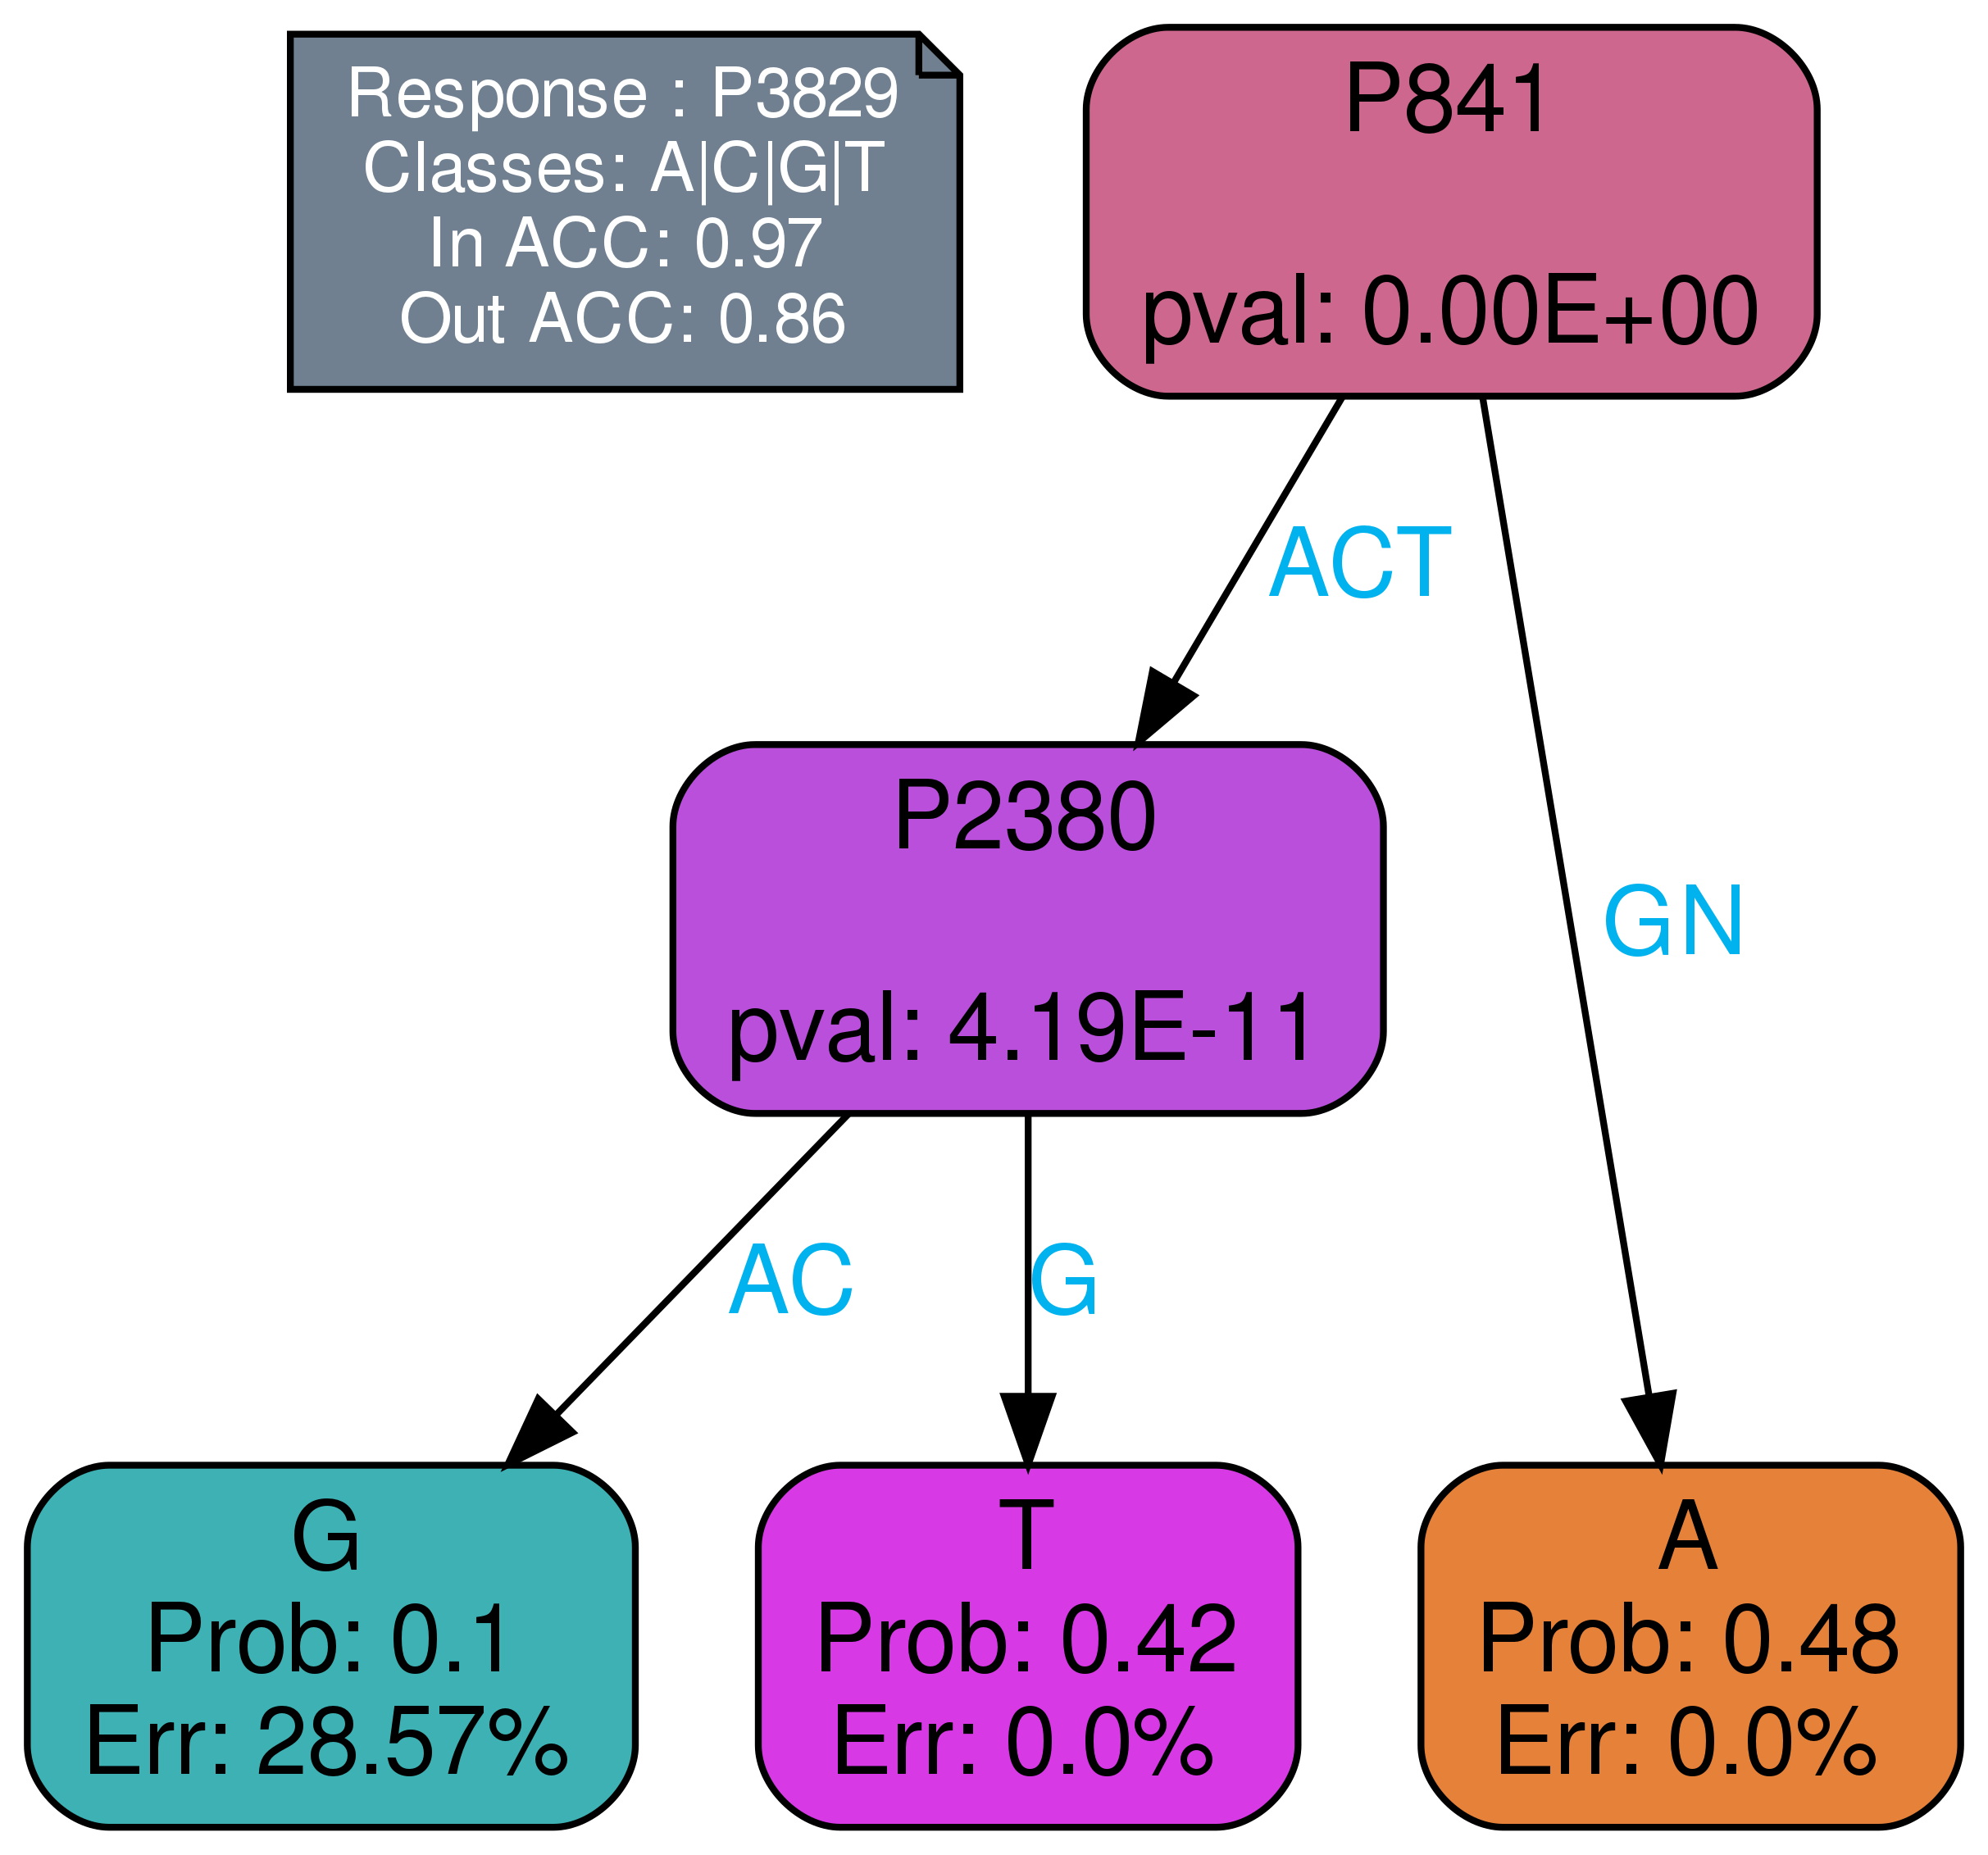 Response : P3829
Classes: A|C|G|T
In ACC: 0.97
Out ACC: 0.86
P841
pval: 0.00E+00
ACT
P2380
pval: 4.19E-11
GN
AC
G
G
Prob: 0.1
Err: 28.57%
T
Prob: 0.42
Err: 0.0%
A
Prob: 0.48
Err: 0.0%